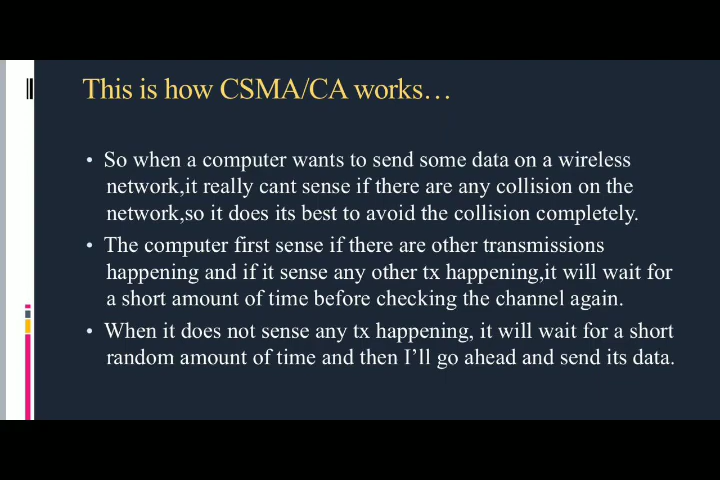 This is how CSMA/CA works…
• So when a computer wants to send some data on a wireless
network,it really cant sense if there are any collision on the
network,so it does its best to avoid the collision completely.
• The computer first sense if there are other transmissions
happening and if it sense any other tx happening,it will wait for
a short amount of time before checking the channel again.
• When it does not sense any tx happening, it will wait for a short
random amount of time and then I’ll go ahead and send its data.